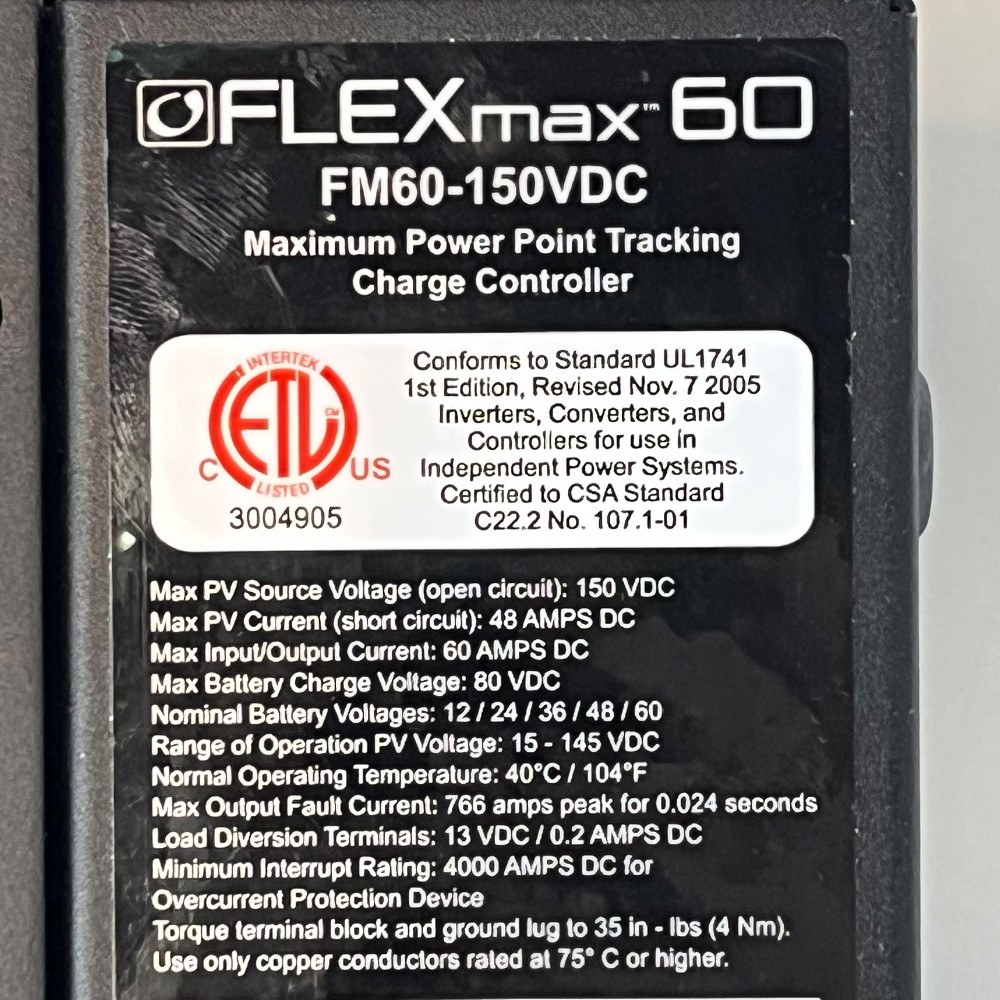 FLEXmax™ 60
FM60-150VDC
Maximum Power Point Tracking
Charge Controller
INTERTEK
ETL CM
C US
LISTED
3004905
Conforms to Standard UL1741
1st Edition, Revised Nov. 7 2005
Inverters, Converters, and
Controllers for use in
Independent Power Systems.
Certified to CSA Standard
C22.2 No. 107.1-01
Max PV Source Voltage (open circuit): 150 VDC
Max PV Current (short circuit): 48 AMPS DC
Max Input/Output Current: 60 AMPS DC
Max Battery Charge Voltage: 80 VDC
Nominal Battery Voltages: 12 / 24 / 36 / 48 / 60
Range of Operation PV Voltage: 15 - 145 VDC
Normal Operating Temperature: 40°C / 104°F
Max Output Fault Current: 766 amps peak for 0.024 seconds
Load Diversion Terminals: 13 VDC / 0.2 AMPS DC
Minimum Interrupt Rating: 4000 AMPS DC for
Overcurrent Protection Device
Torque terminal block and ground lug to 35 in - lbs (4 Nm).
Use only copper conductors rated at 75° C or higher.